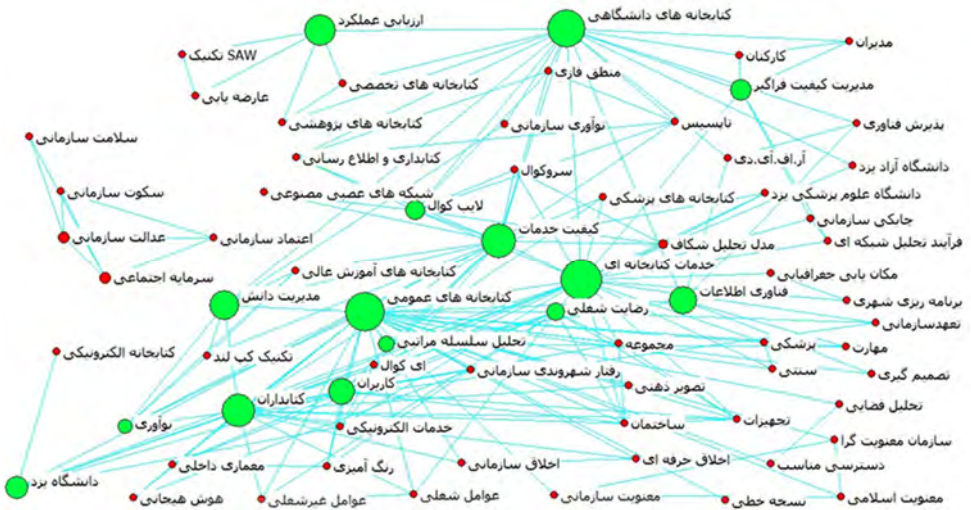 کتابخانه های دانشگاهی
ارزیابی عملکرد
مدیران
کارکنان
تکنیک SAW
منطق فازی
کتابخانه های تخصصی
مدیریت کیفیت فراگیر
عارضه یابی
پذیرش فناوری
تاپسیس
نوآوری سازمانی
کتابخانه های پژوهشی
سلامت سازمانی
کتابداری و اطلاع رسانی
آر.اف.آی.دی
دانشگاه آزاد یزد
سروکوال
سکوت سازمانی
شبکه های عصبی مصنوعی
کتابخانه های پزشکی
دانشگاه علوم پزشکی یزد
لایب کوال
چابکی سازمانی
کیفیت خدمات
عدالت سازمانی
اعتماد سازمانی
مدل تحلیل شکاف
فرآیند تحلیل شبکه ای
خدمات کتابخانه ای
سرمایه اجتماعی
کتابخانه های آموزش عالی
مکان یابی جغرافیایی
مدیریت دانش
کتابخانه های عمومی
فناوری اطلاعات
برنامه ریزی شهری
رضایت شغلی
تعهدسازمانی
تحلیل سلسله مراتبی
مجموعه
پزشکی
مهارت
کتابخانه الکترونیکی
تکنیک کپ لند
ای کوال
رفتار شهروندی سازمانی
سنتی
تصمیم گیری
کاربران
تصویر ذهنی
تحلیل فضایی
کتابداران
نوآوری
خدمات الکترونیکی
ساختمان
تجهیزات
سازمان معنویت گرا
معماری داخلی
رنگ آمیزی
اخلاق سازمانی
اخلاق حرفه ای
دسترسی مناسب
دانشگاه یزد
هوش هیجانی
عوامل غیرشغلی
عوامل شغلی
معنویت سازمانی
نسخه خطی
معنویت اسلامی